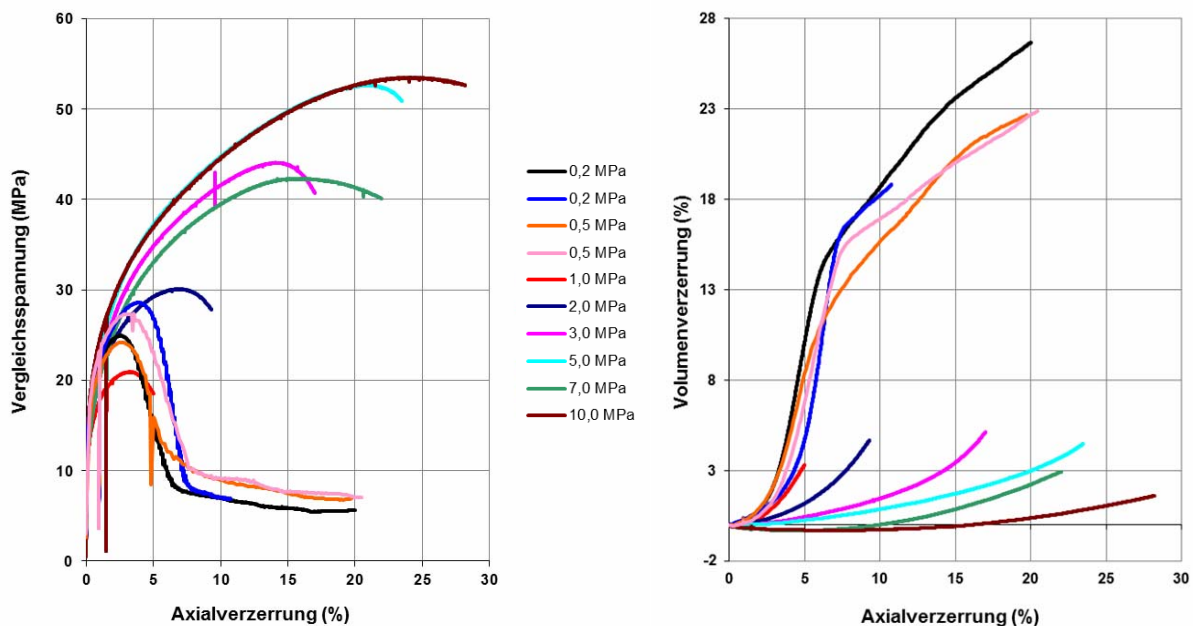 60
50
40
30
20
10
0
0 5 10 15 20 25 30
Vergleichsspannung (MPa)
Axialverzerrung (%)
0,2 MPa
0,2 MPa
0,5 MPa
0,5 MPa
1,0 MPa
2,0 MPa
3,0 MPa
5,0 MPa
7,0 MPa
10,0 MPa
28
23
18
13
8
3
-2
0 5 10 15 20 25 30
Volumenverzerrung (%)
Axialverzerrung (%)